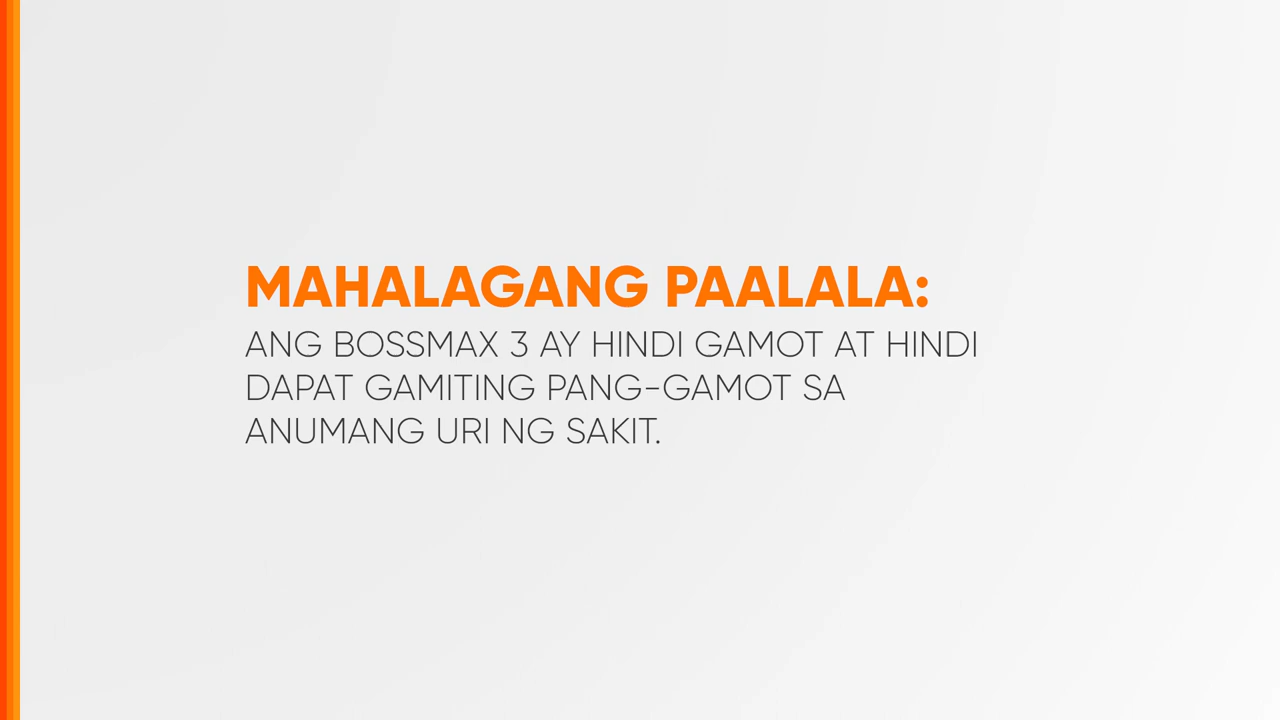 MAHALAGANG PAALALA:
ANG BOSSMAX 3 AY HINDI GAMOT AT HINDI
DAPAT GAMITING PANG-GAMOT SA
ANUMANG URI NG SAKIT.